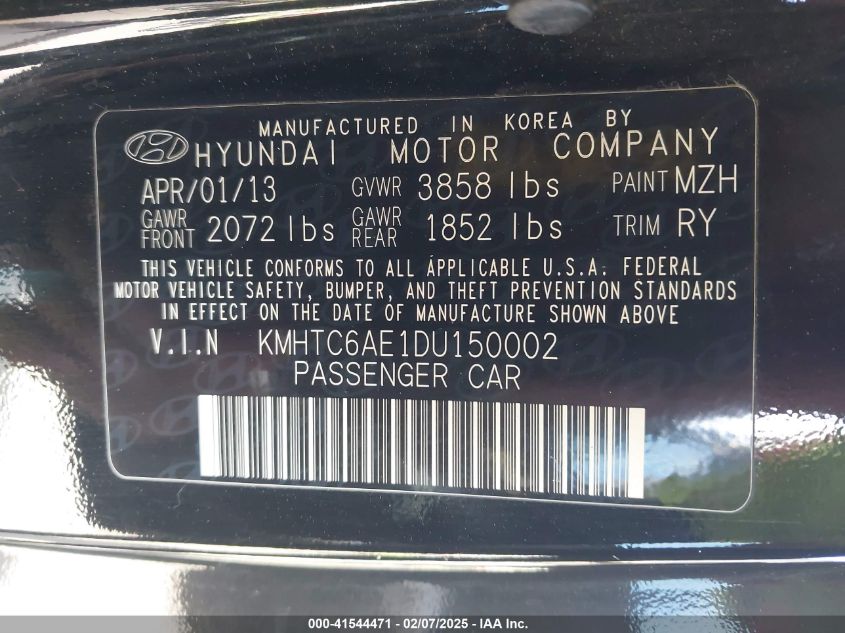 MANUFACTURED IN KOREA BY
HYUNDAI MOTOR COMPANY
APR/01/13 GVWR 3858 lbs PAINT MZH
GAWR FRONT 2072 lbs GAWR REAR 1852 lbs TRIM RY
THIS VEHICLE CONFORMS TO ALL APPLICABLE U.S.A. FEDERAL
MOTOR VEHICLE SAFETY, BUMPER, AND THEFT PREVENTION STANDARDS
IN EFFECT ON THE DATE OF MANUFACTURE SHOWN ABOVE
V.I.N KMHTC6AE1DU150002
PASSENGER CAR
000-41544471 - 02/07/2025 - IAA Inc.